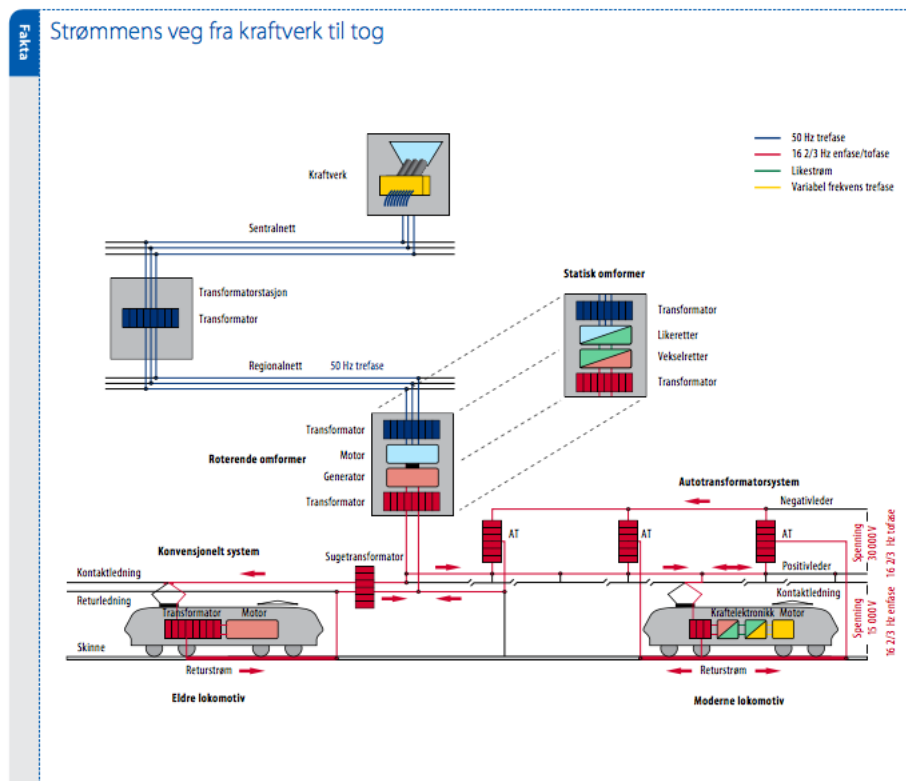 Fakta
Strømmens veg fra kraftverk til tog
50 Hz trefase
16 2/3 Hz enfase/tofase
Likestrøm
Variabel frekvens trefase
Kraftverk
Sentralnett
Transformatorstasjon
Transformator
Statisk omformer
Transformator
Likeretter
Vekselretter
Transformator
Regionalnett 50 Hz trefase
Roterende omformer
Transformator
Motor
Generator
Transformator
Autotransformatorsystem
Negativleder
AT
AT
AT
Spenning
30 000 V
16 2/3 Hz tofase
Konvensjonelt system
Sugetransformator
Positivleder
Kontaktledning
Kontaktledning
Returledning
Transformator Motor
Kraftelektronikk Motor
Spenning
15 000 V
16 2/3 Hz enfase
Skinne
Returstrøm
Returstrøm
Eldre lokomotiv
Moderne lokomotiv